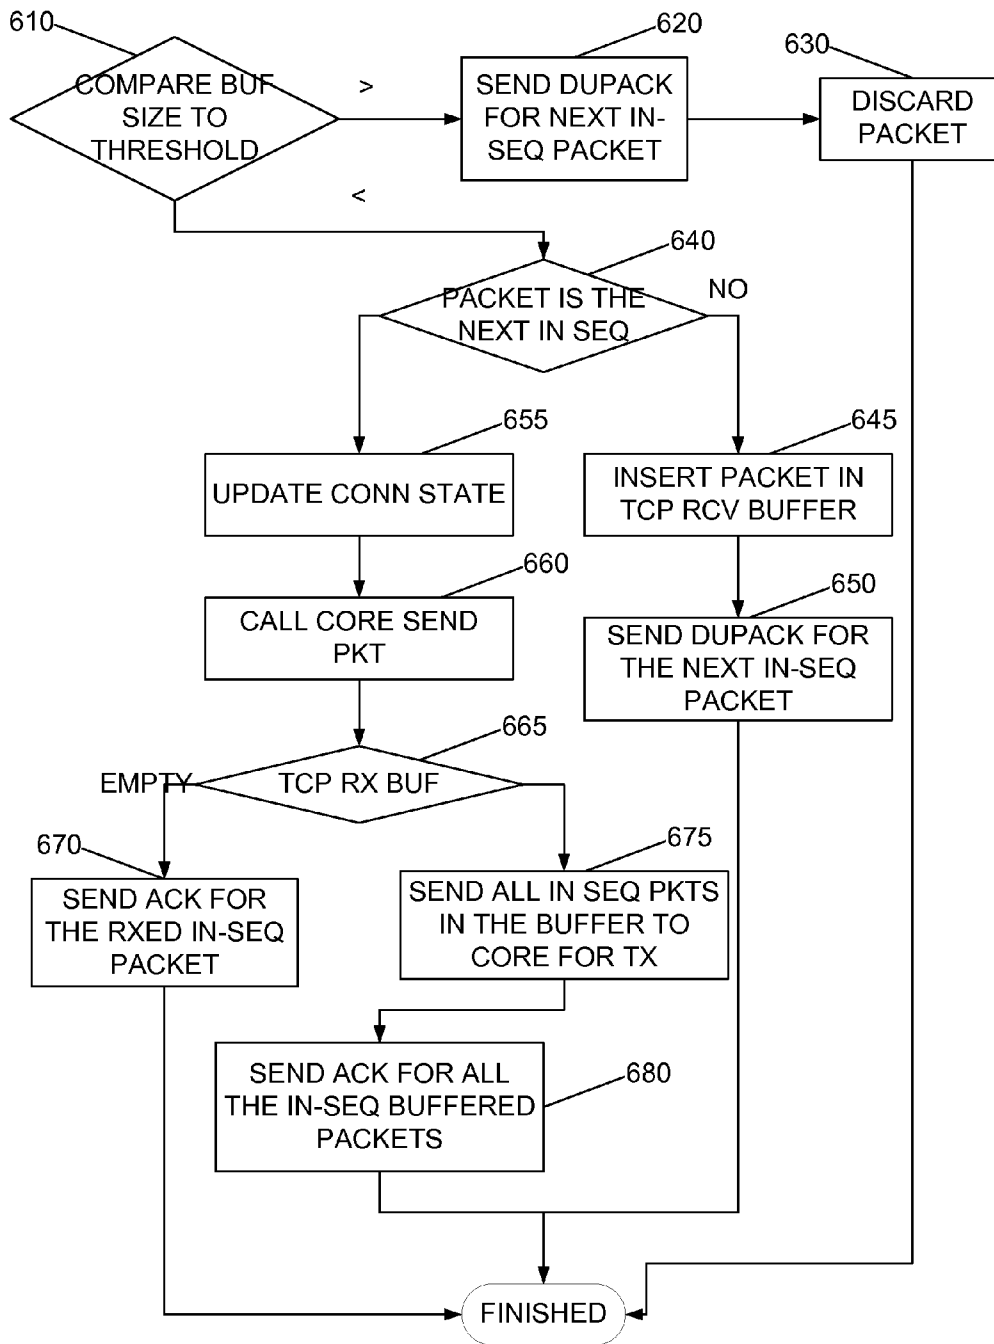 610
COMPARE BUF
SIZE TO
THRESHOLD
>
<
620
SEND DUPACK
FOR NEXT IN-
SEQ PACKET
630
DISCARD
PACKET
640
PACKET IS THE
NEXT IN SEQ
NO
655
UPDATE CONN STATE
645
INSERT PACKET IN
TCP RCV BUFFER
660
CALL CORE SEND
PKT
650
SEND DUPACK FOR
THE NEXT IN-SEQ
PACKET
665
TCP RX BUF
EMPTY
670
SEND ACK FOR
THE RXED IN-SEQ
PACKET
675
SEND ALL IN SEQ PKTS
IN THE BUFFER TO
CORE FOR TX
680
SEND ACK FOR ALL
THE IN-SEQ BUFFERED
PACKETS
FINISHED